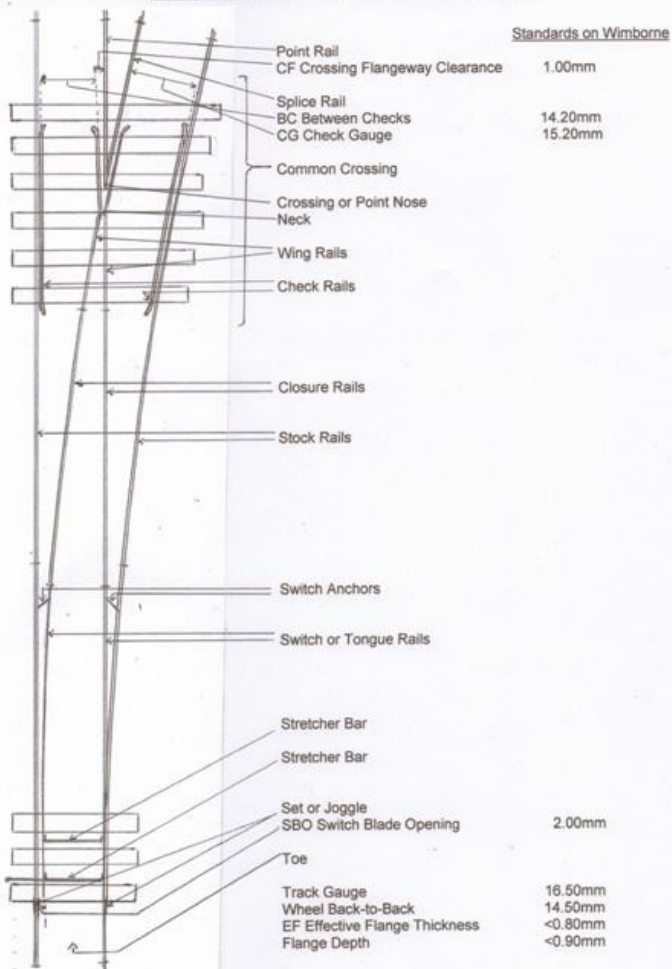 Standards on Wimborne
Point Rail
CF Crossing Flangeway Clearance 1.00mm
Splice Rail
BC Between Checks 14.20mm
CG Check Gauge 15.20mm
Common Crossing
Crossing or Point Nose
Neck
Wing Rails
Check Rails
Closure Rails
Stock Rails
Switch Anchors
Switch or Tongue Rails
Stretcher Bar
Stretcher Bar
Set or Joggle
SBO Switch Blade Opening 2.00mm
Toe
Track Gauge 16.50mm
Wheel Back-to-Back 14.50mm
EF Effective Flange Thickness <0.80mm
Flange Depth <0.90mm